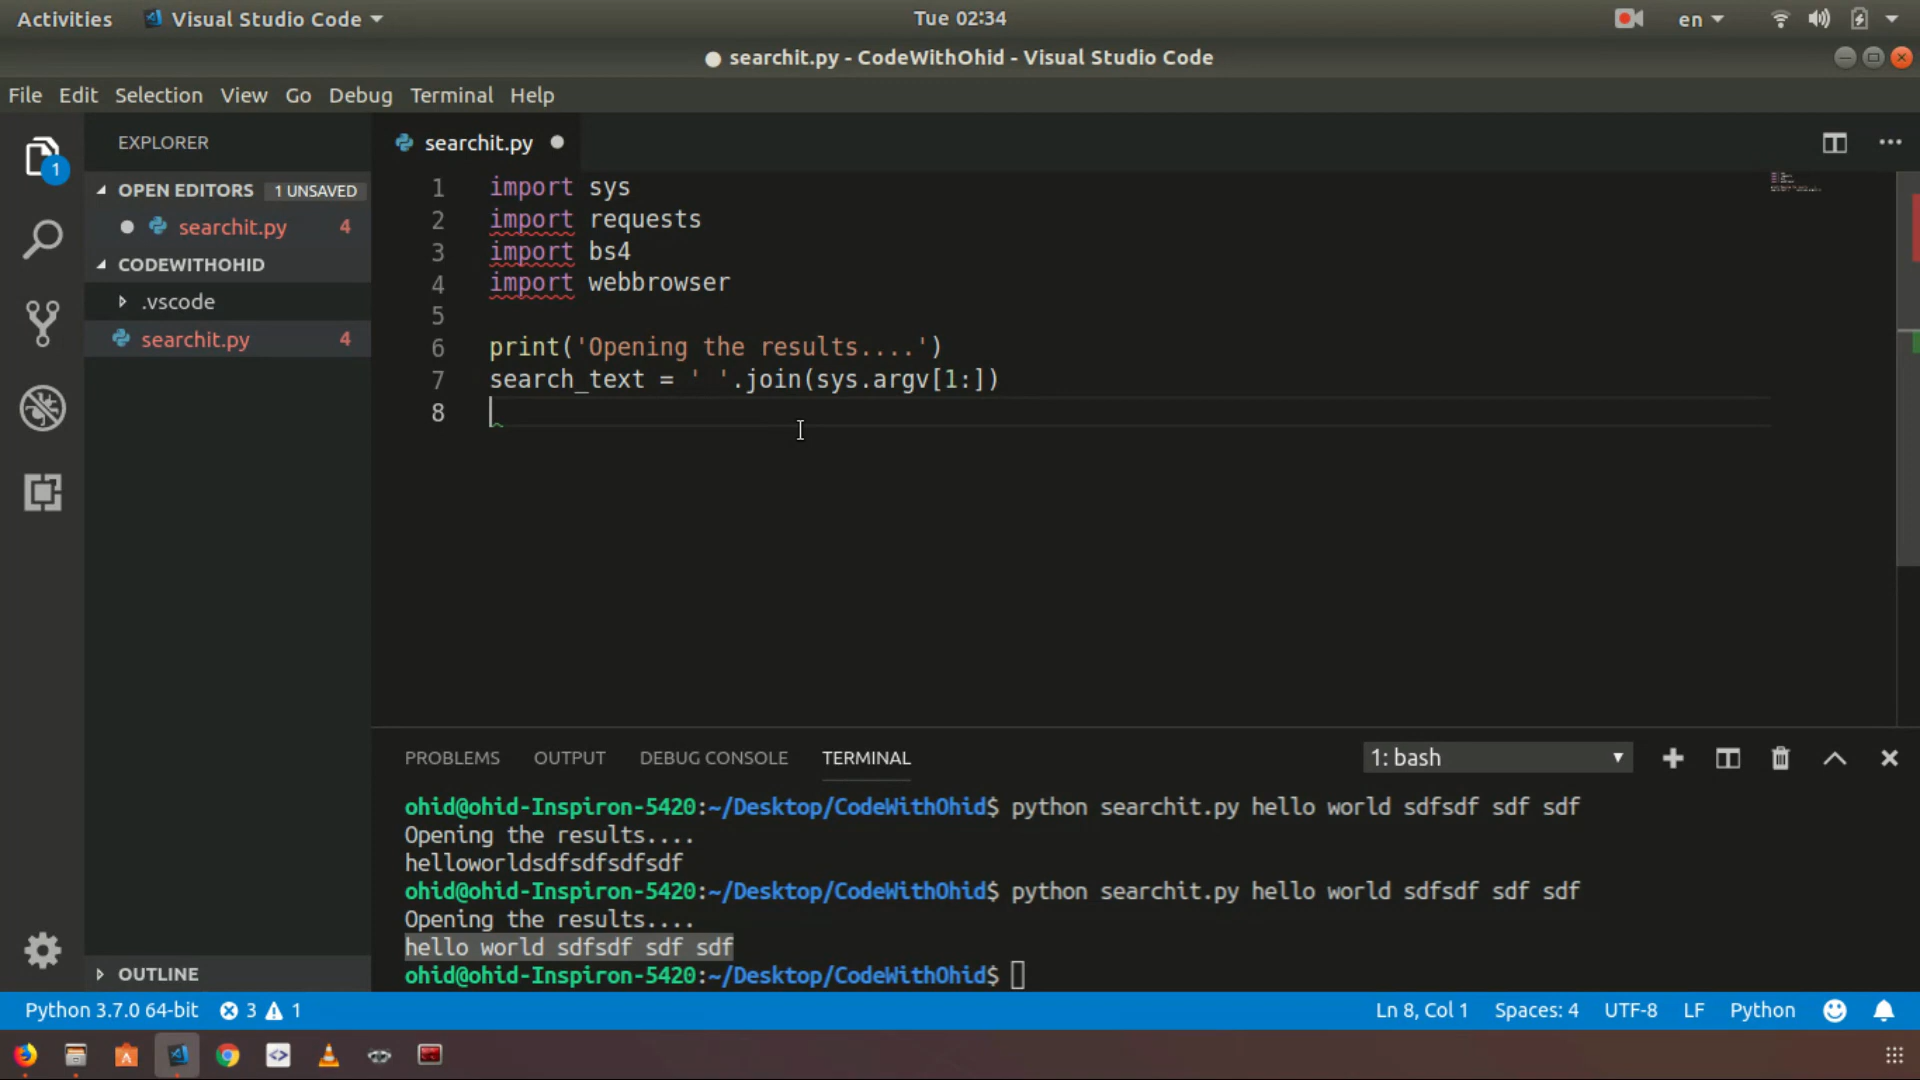 Activities Visual Studio Code Tue 02:34 en
searchit.py - CodeWithOhid - Visual Studio Code
File Edit Selection View Go Debug Terminal Help
EXPLORER
1
OPEN EDITORS 1 UNSAVED
searchit.py 4
CODEWITHOHID
.vscode
searchit.py 4
OUTLINE
searchit.py
1 import sys
2 import requests
3 import bs4
4 import webbrowser
5
6 print('Opening the results....')
7 search_text = ' '.join(sys.argv[1:])
8
PROBLEMS OUTPUT DEBUG CONSOLE TERMINAL 1: bash
ohid@ohid-Inspiron-5420:~/Desktop/CodeWithOhid$ python searchit.py hello world sdfsdf sdf sdf
Opening the results....
helloworldsdfsdfsdfsdf
ohid@ohid-Inspiron-5420:~/Desktop/CodeWithOhid$ python searchit.py hello world sdfsdf sdf sdf
Opening the results....
hello world sdfsdf sdf sdf
ohid@ohid-Inspiron-5420:~/Desktop/CodeWithOhid$
Python 3.7.0 64-bit 3 1 Ln 8, Col 1 Spaces: 4 UTF-8 LF Python